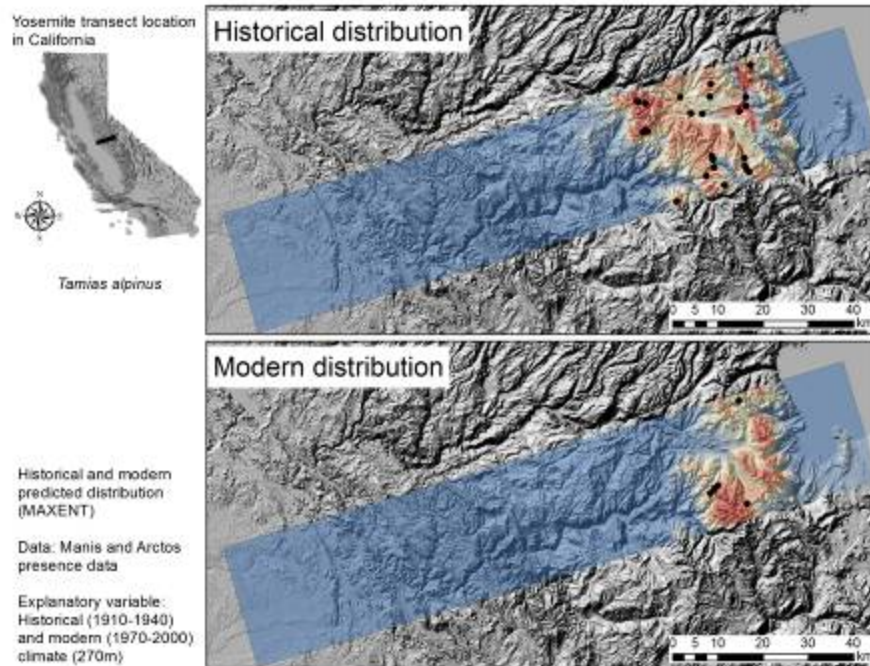 Yosemite transect location
in California
Tamias alpinus
Historical and modern
predicted distribution
(MAXENT)
Data: Manis and Arctos
presence data
Explanatory variable:
Historical (1910-1940)
and modern (1970-2000)
climate (270m)
Historical distribution
0 5 10 20 30 40
km
Modern distribution
0 5 10 20 30 40
km